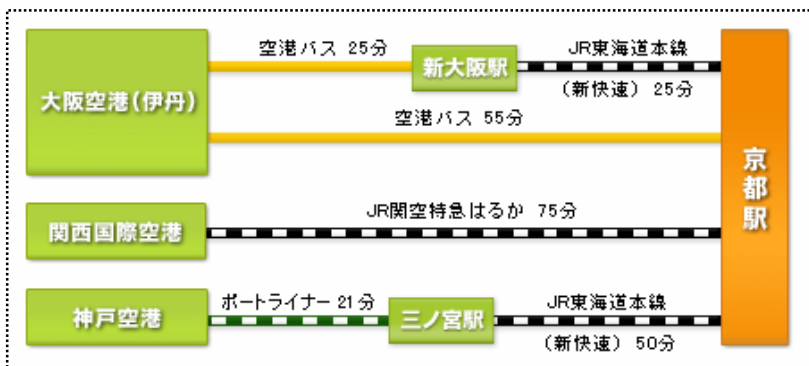 大阪空港(伊丹)
空港バス 25分
新大阪駅
JR東海道本線
(新快速) 25分
空港バス 55分
関西国際空港
JR関空特急はるか 75分
神戸空港
ポートライナー 21分
三ノ宮駅
JR東海道本線
(新快速) 50分
京都駅